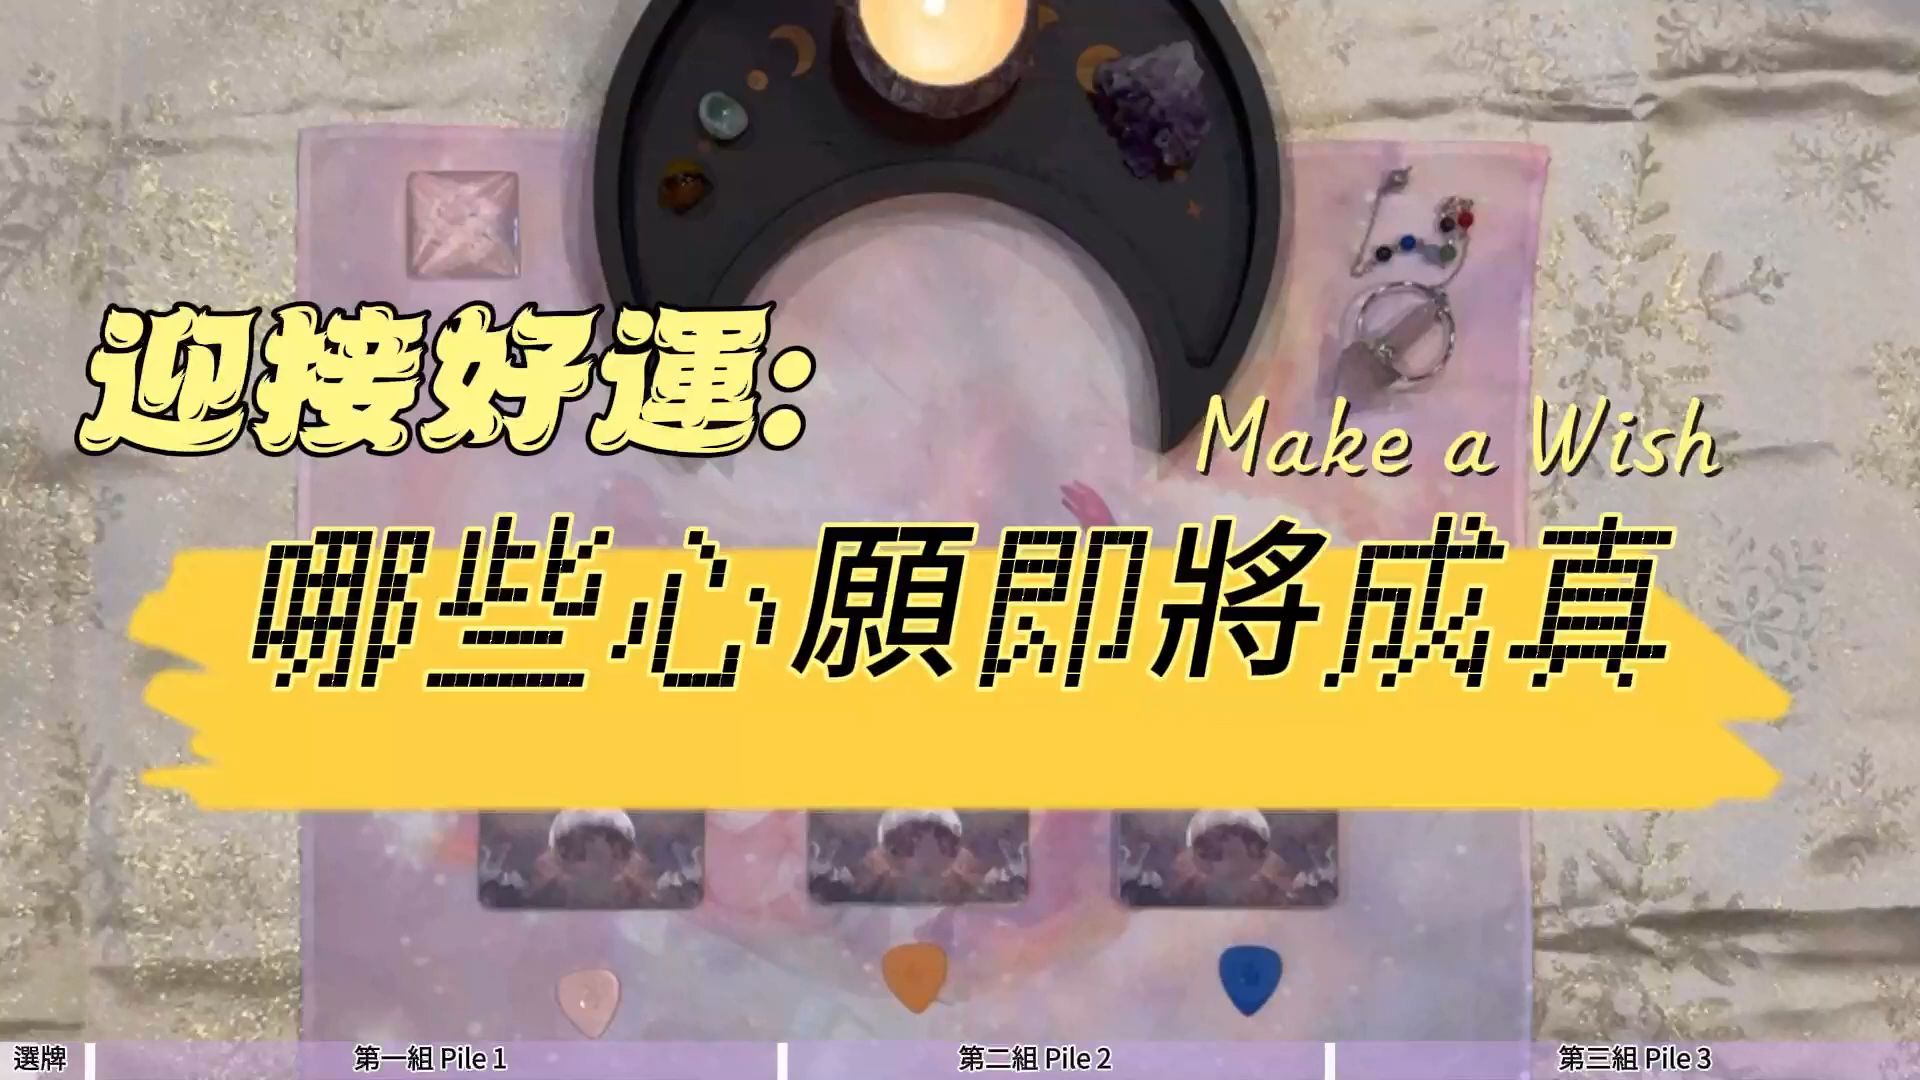 迎接好運:
Make a Wish
哪些心願即將成真
選牌
第一組 Pile 1
第二組 Pile 2
第三組 Pile 3